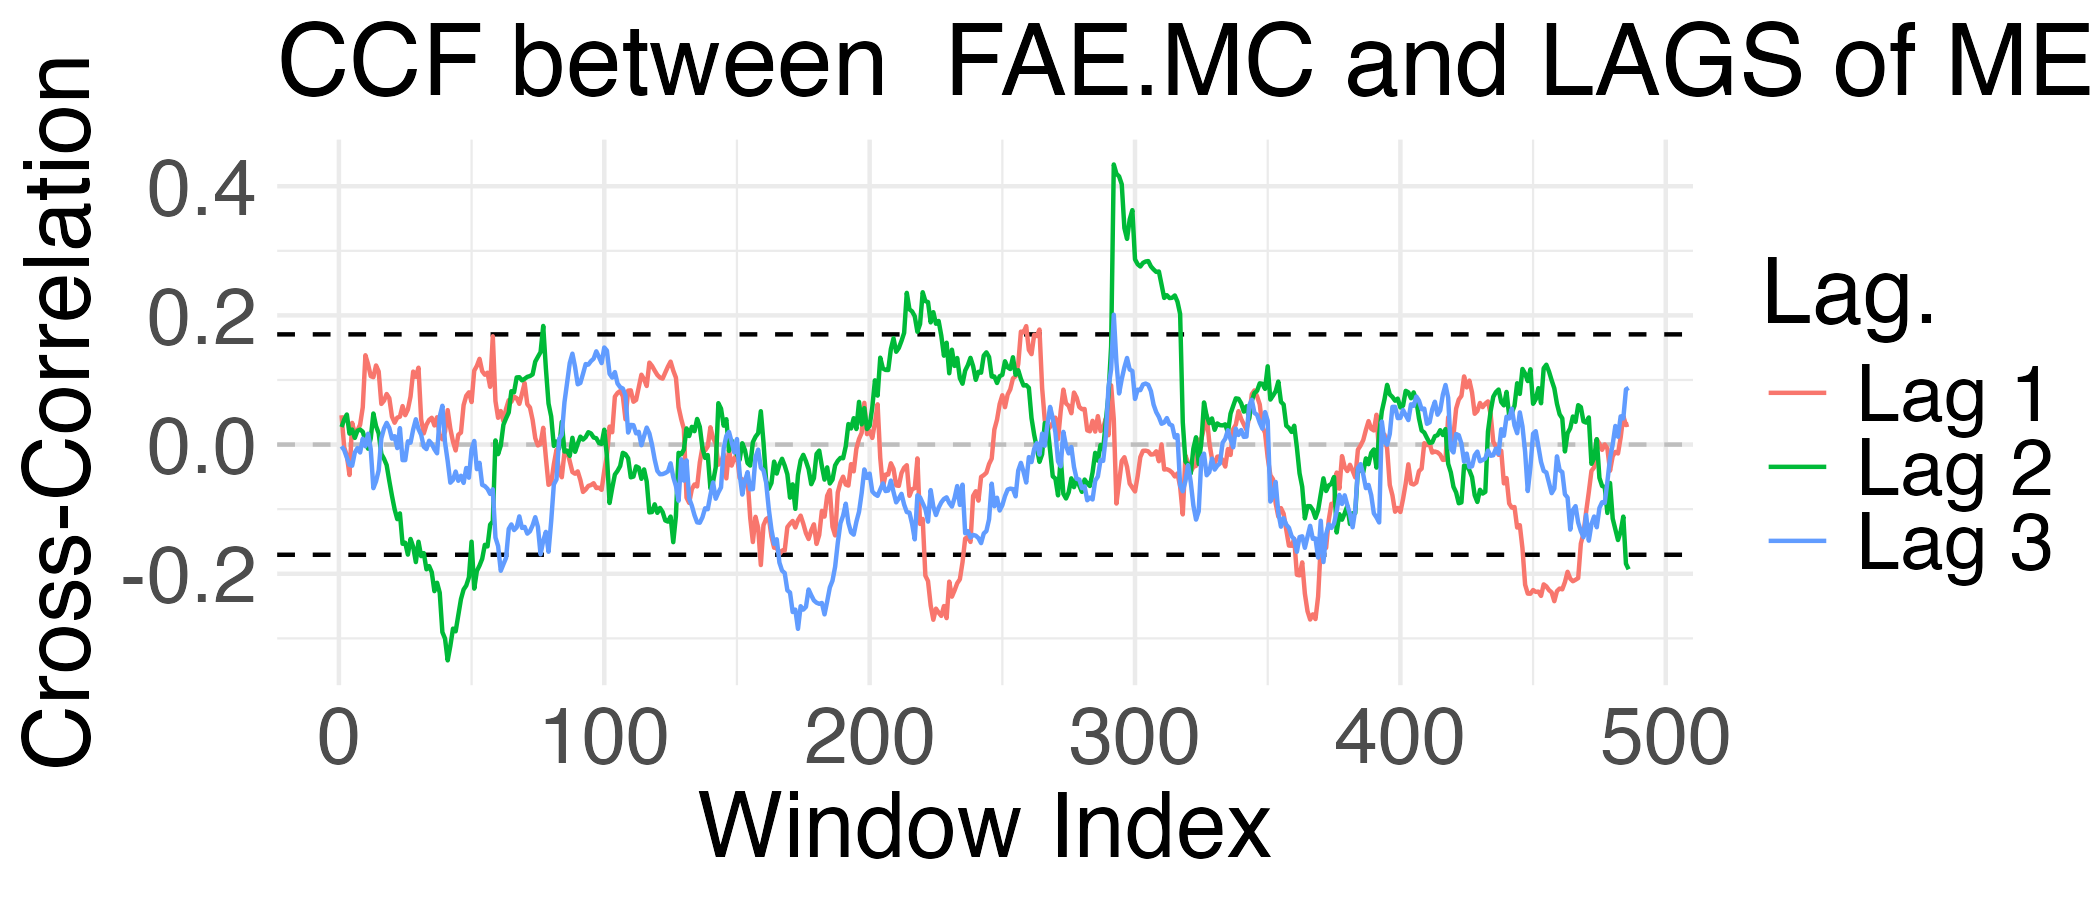 CCF between  FAE.MC and LAGS of ME
Cross-Correlation
0.4
0.2
0.0
-0.2
0
100
200
300
400
500
Window Index
Lag.
Lag 1
Lag 2
Lag 3